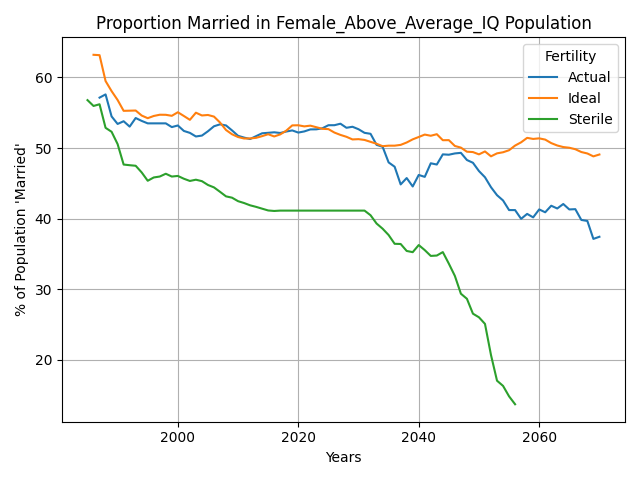 Proportion Married in Female_Above_Average_IQ Population
% of Population 'Married'
60
50
40
30
20
Fertility
Actual
Ideal
Sterile
2000
2020
2040
2060
Years